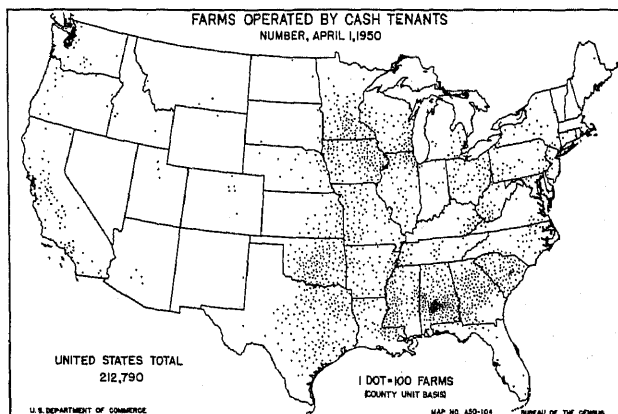 FARMS OPERATED BY CASH TENANTS
NUMBER, APRIL 1, 1950
UNITED STATES TOTAL
212,790
1 DOT=100 FARMS
(COUNTY UNIT BASIS)
U. S. DEPARTMENT OF COMMERCE
MAP NO. A50-104
BUREAU OF THE CENSUS